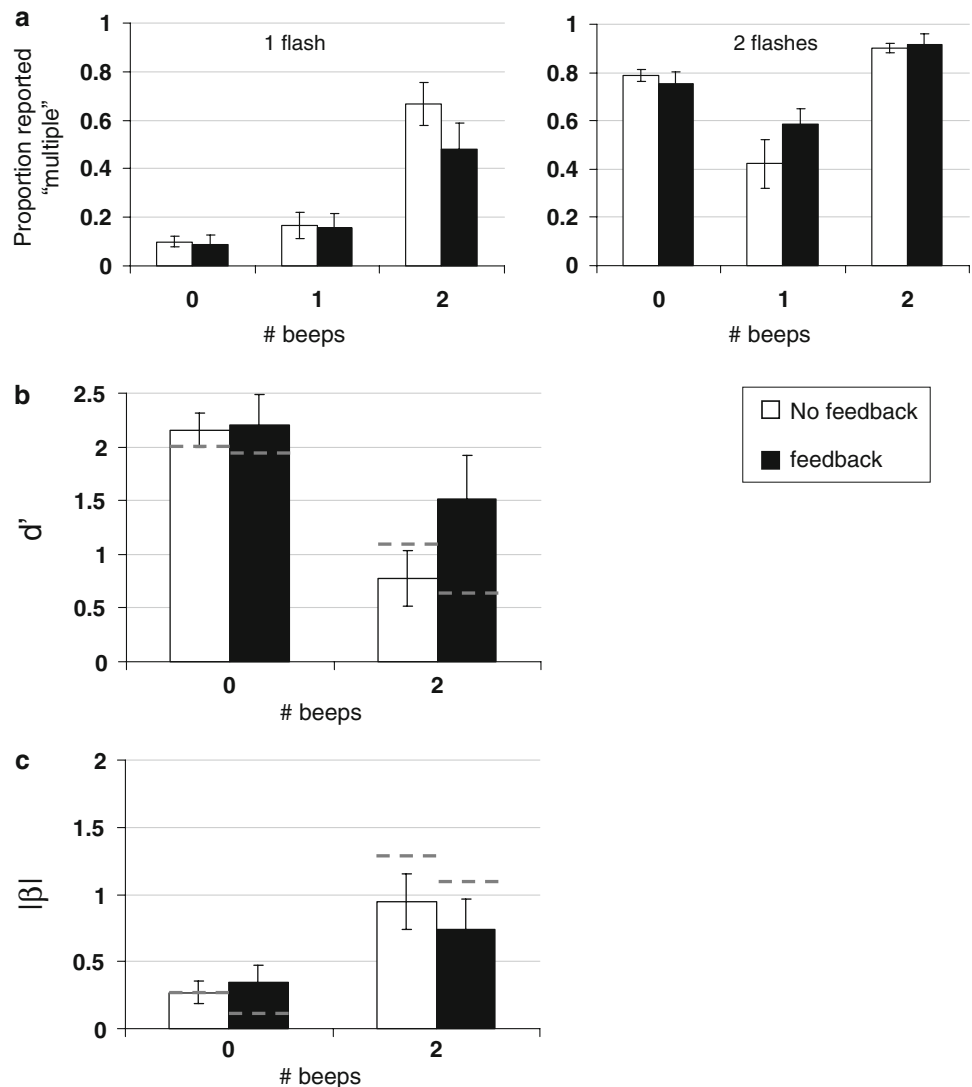 a
Proportion reported
“multiple”
1
0.8
0.6
0.4
0.2
0
1 flash
0 1 2
# beeps
1
0.8
0.6
0.4
0.2
0
2 flashes
0 1 2
# beeps
b
d'
2.5
2
1.5
1
0.5
0
0 2
# beeps
No feedback
feedback
c
|β|
2
1.5
1
0.5
0
0 2
# beeps